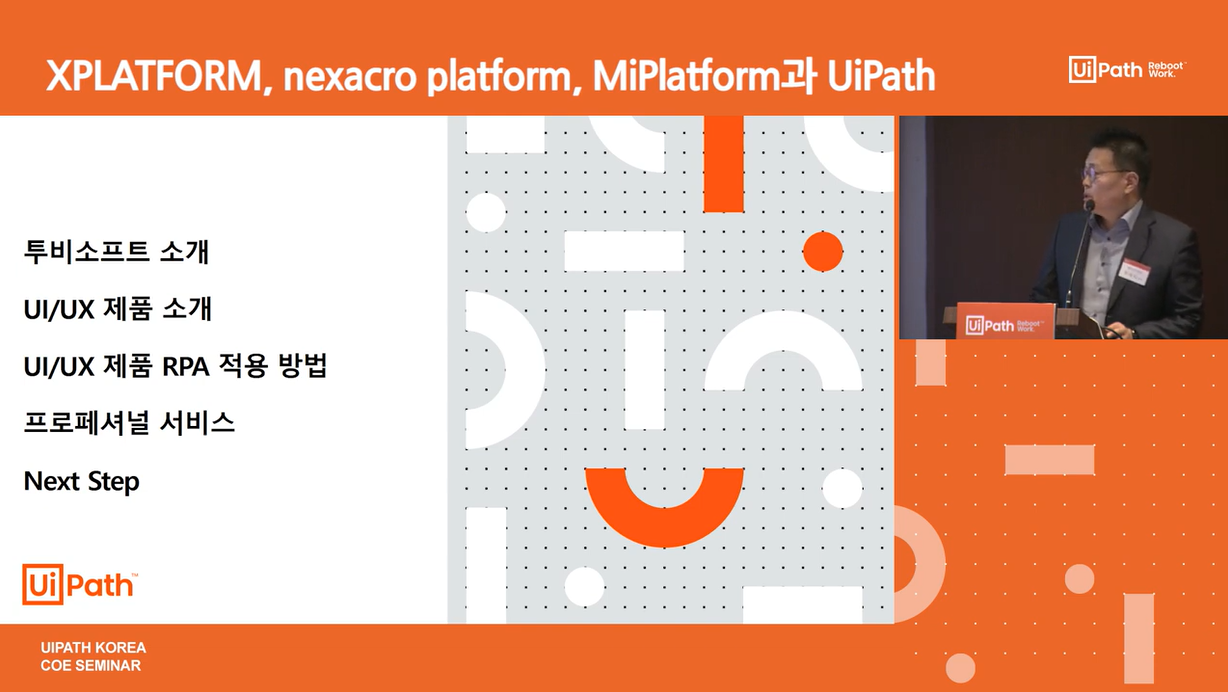 XPLATFORM, nexacro platform, MiPlatform과 UiPath
UiPath Reboot Work.™
투비소프트 소개
UI/UX 제품 소개
UI/UX 제품 RPA 적용 방법
프로페셔널 서비스
Next Step
UiPath™
UiPath Reboot Work.™
UIPATH KOREA
COE SEMINAR